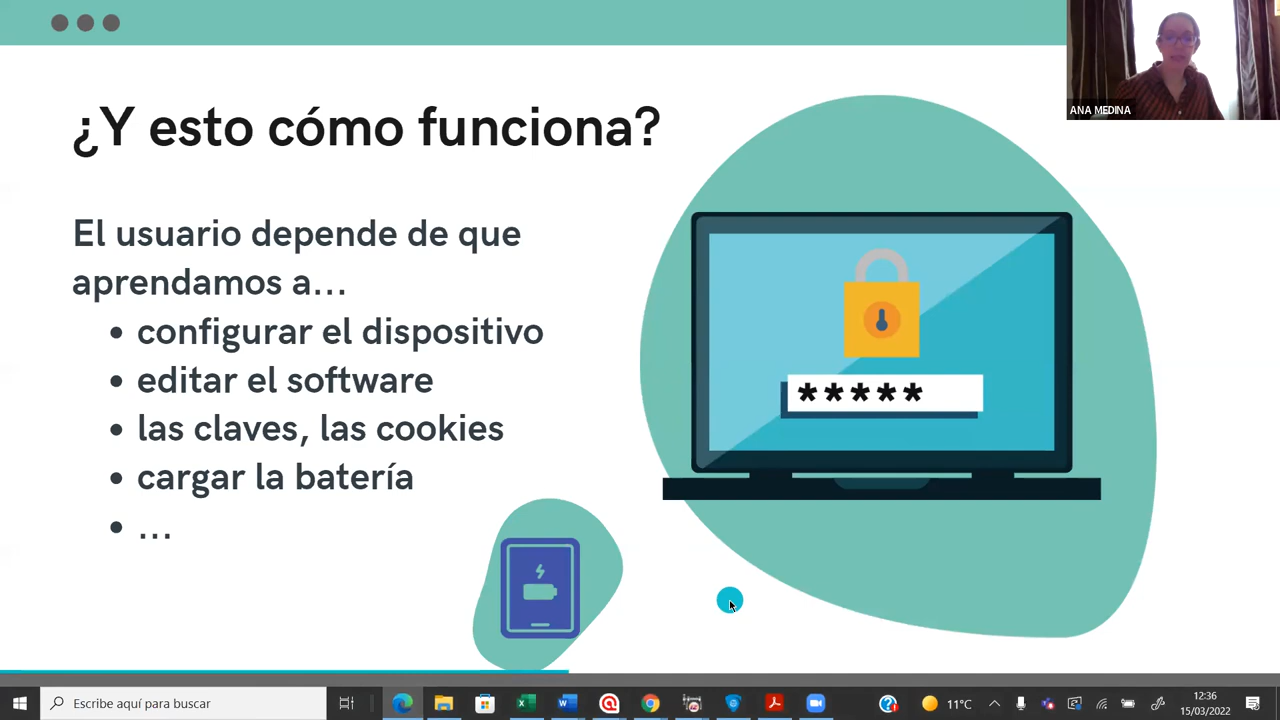 ANA MEDINA
¿Y esto cómo funciona?
El usuario depende de que
aprendamos a...
• configurar el dispositivo
• editar el software
• las claves, las cookies
• cargar la batería
• ...
*****
Escribe aquí para buscar
11°C
12:36
15/03/2022